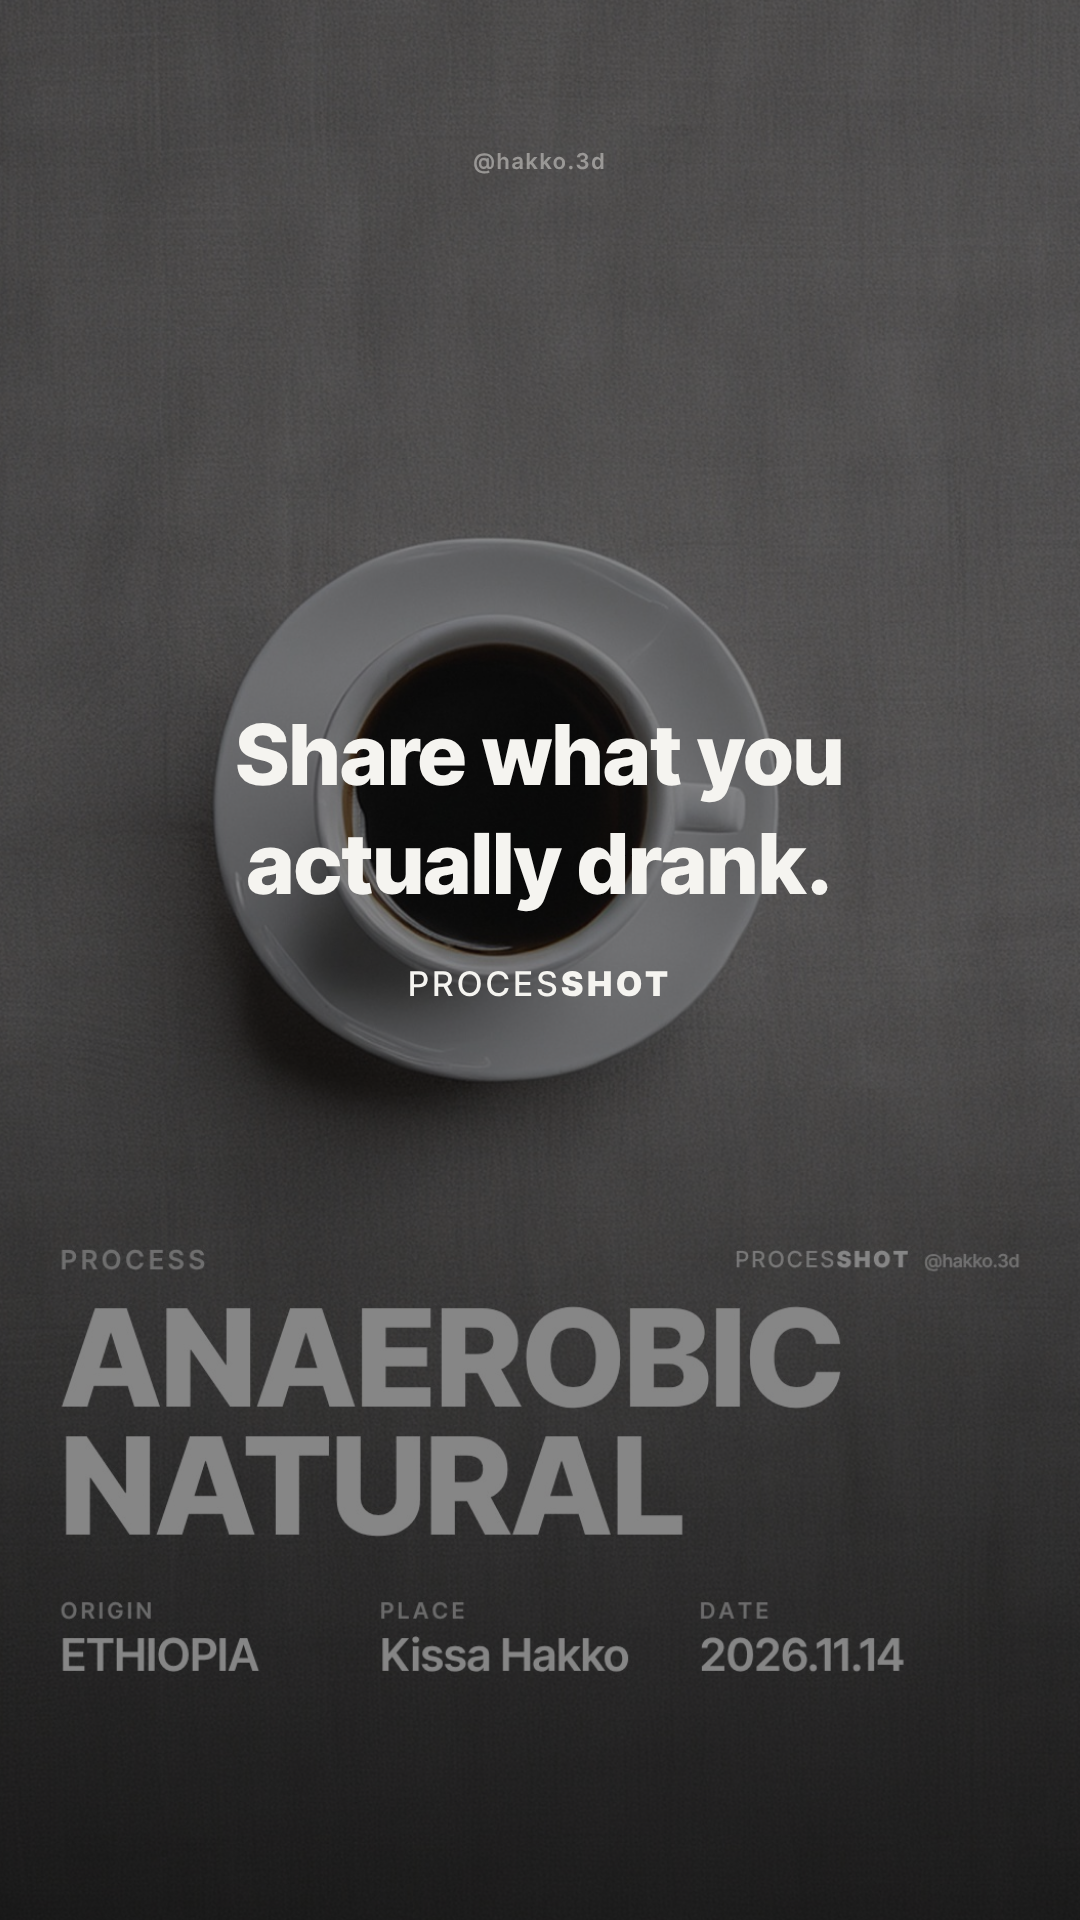 @hakko.3d
Share what you
actually drank.
PROCESSHOT
PROCESS
PROCESSHOT @hakko.3d
ANAEROBIC
NATURAL
ORIGIN PLACE DATE
ETHIOPIA Kissa Hakko 2026.11.14